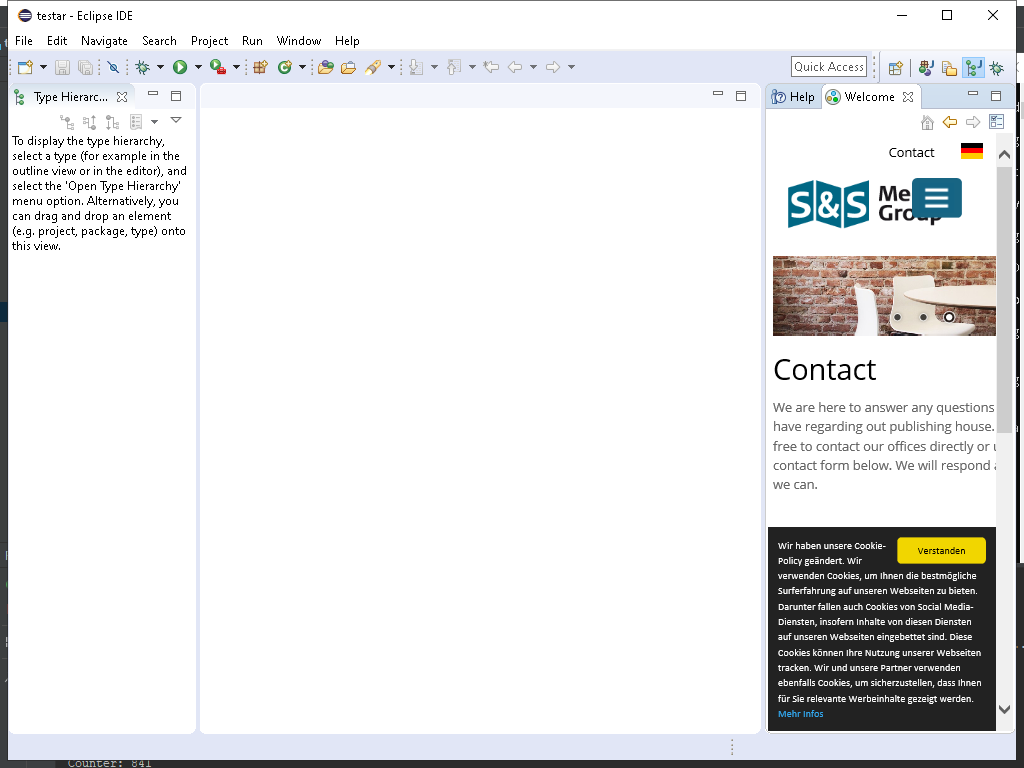 testar - Eclipse IDE
File Edit Navigate Search Project Run Window Help
Quick Access
Type Hierarc...
Help
Welcome
To display the type hierarchy,
select a type (for example in the
outline view or in the editor), and
select the 'Open Type Hierarchy'
menu option. Alternatively, you
can drag and drop an element
(e.g. project, package, type) onto
this view.
Contact
S&S Me
Group
Contact
We are here to answer any questions
have regarding out publishing house.
free to contact our offices directly or
contact form below. We will respond
we can.
Wir haben unsere Cookie-
Policy geändert. Wir
Verstanden
verwenden Cookies, um Ihnen die bestmögliche
Surferfahrung auf unseren Webseiten zu bieten.
Darunter fallen auch Cookies von Social Media-
Diensten, insofern Inhalte von diesen Diensten
auf unseren Webseiten eingebettet sind. Diese
Cookies können Ihre Nutzung unserer Webseiten
tracken. Wir und unsere Partner verwenden
ebenfalls Cookies, um sicherzustellen, dass Ihnen
für Sie relevante Werbeinhalte gezeigt werden.
Mehr Infos
Counter: 841